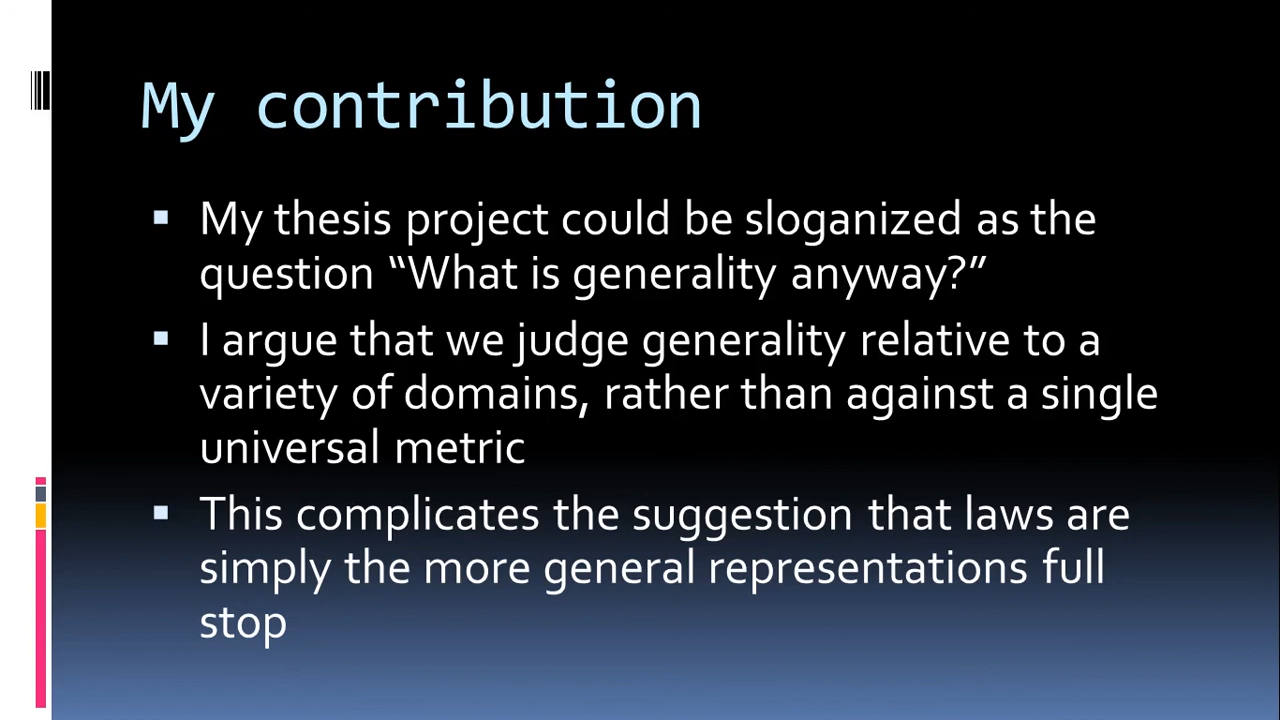 My contribution
My thesis project could be sloganized as the
question “What is generality anyway?”
I argue that we judge generality relative to a
variety of domains, rather than against a single
universal metric
This complicates the suggestion that laws are
simply the more general representations full
stop